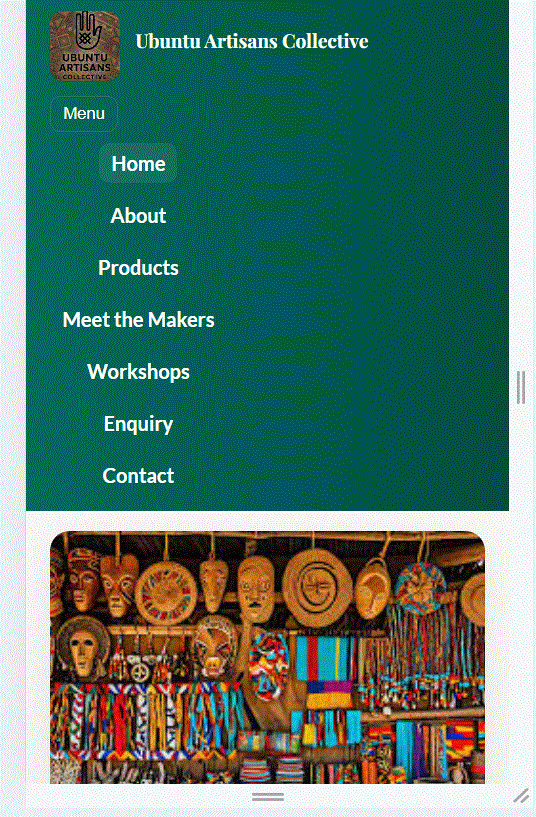 UBUNTU
ARTISANS
COLLECTIVE
Ubuntu Artisans Collective
Menu
Home
About
Products
Meet the Makers
Workshops
Enquiry
Contact